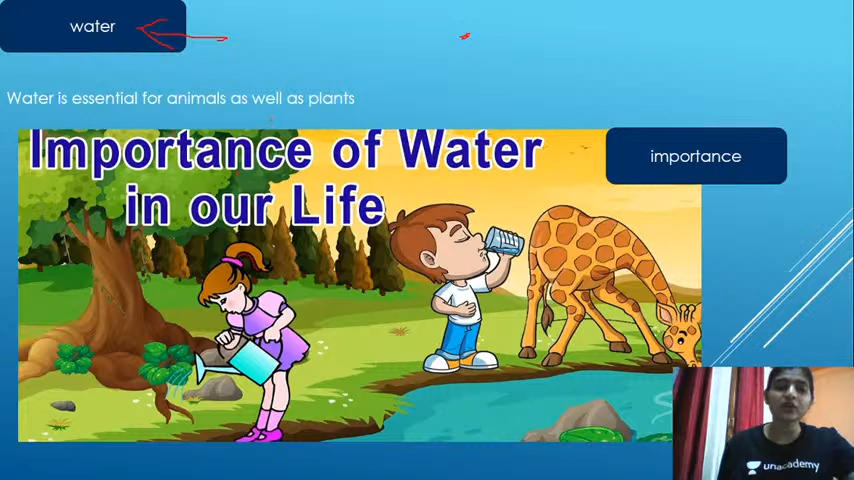 water
Water is essential for animals as well as plants
Importance of Water
in our Life
importance
unacademy